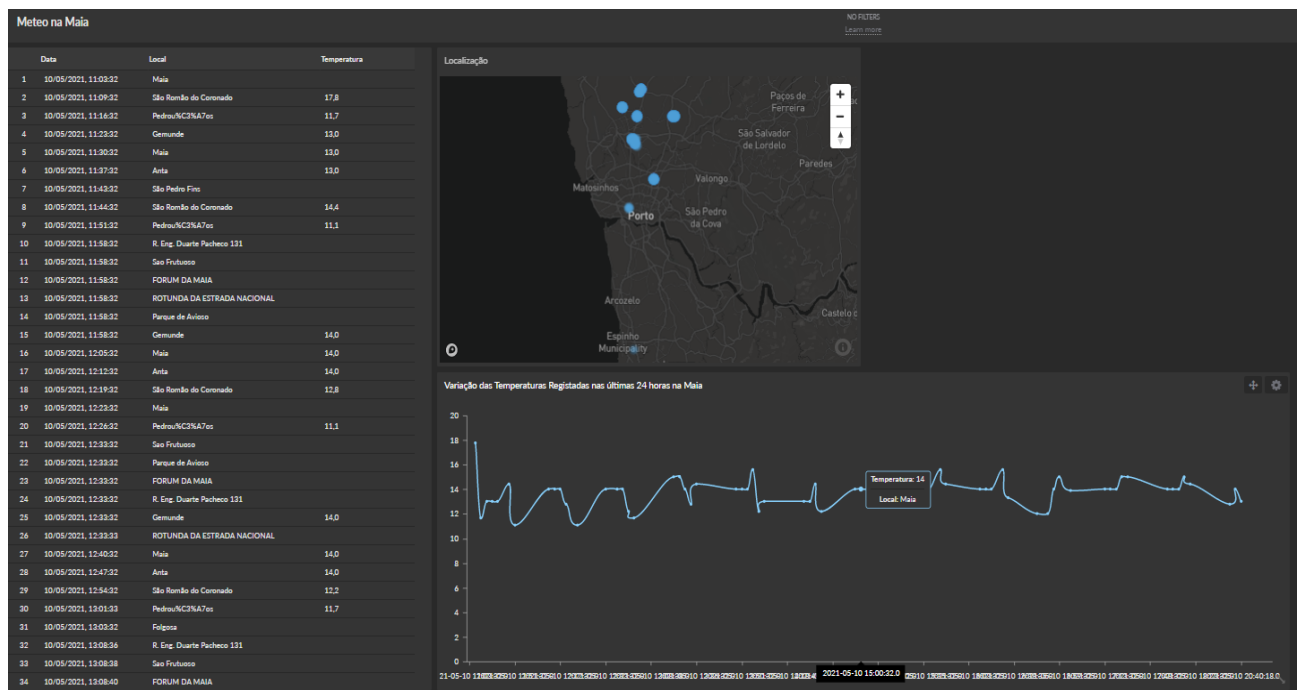 Meteo na Maia
NO FILTERS
Learn more
Data Local Temperatura
1 10/05/2021, 11:03:32 Maia
2 10/05/2021, 11:09:32 São Romão do Coronado 17,8
3 10/05/2021, 11:16:32 Pedrou%C3%A7os 11,7
4 10/05/2021, 11:23:32 Gemunde 13,0
5 10/05/2021, 11:30:32 Maia 13,0
6 10/05/2021, 11:37:32 Anta 13,0
7 10/05/2021, 11:43:32 São Pedro Fins
8 10/05/2021, 11:44:32 São Romão do Coronado 14,4
9 10/05/2021, 11:51:32 Pedrou%C3%A7os 11,1
10 10/05/2021, 11:58:32 R. Eng. Duarte Pacheco 131
11 10/05/2021, 11:58:32 Sao Frutuoso
12 10/05/2021, 11:58:32 FORUM DA MAIA
13 10/05/2021, 11:58:32 ROTUNDA DA ESTRADA NACIONAL
14 10/05/2021, 11:58:32 Parque de Avioso
15 10/05/2021, 11:58:32 Gemunde 14,0
16 10/05/2021, 12:05:32 Maia 14,0
17 10/05/2021, 12:12:32 Anta 14,0
18 10/05/2021, 12:19:32 São Romão do Coronado 12,8
19 10/05/2021, 12:23:32 Maia
20 10/05/2021, 12:26:32 Pedrou%C3%A7os 11,1
21 10/05/2021, 12:33:32 Sao Frutuoso
22 10/05/2021, 12:33:32 Parque de Avioso
23 10/05/2021, 12:33:32 FORUM DA MAIA
24 10/05/2021, 12:33:32 R. Eng. Duarte Pacheco 131
25 10/05/2021, 12:33:32 Gemunde 14,0
26 10/05/2021, 12:33:33 ROTUNDA DA ESTRADA NACIONAL
27 10/05/2021, 12:40:32 Maia 14,0
28 10/05/2021, 12:47:32 Anta 14,0
29 10/05/2021, 12:54:32 São Romão do Coronado 12,2
30 10/05/2021, 13:01:33 Pedrou%C3%A7os 11,7
31 10/05/2021, 13:03:32 Folgosa
32 10/05/2021, 13:08:36 R. Eng. Duarte Pacheco 131
33 10/05/2021, 13:08:38 Sao Frutuoso
34 10/05/2021, 13:08:40 FORUM DA MAIA
Localização
Paços de
Ferreira
São Salvador
de Lordelo
Paredes
Valongo
Matosinhos
São Pedro
da Cova
Porto
Arcozelo
Castelo
Espinho
Municipality
Variação das Temperaturas Registadas nas últimas 24 horas na Maia
20
18
16
14
12
10
8
6
4
2
0
Temperatura: 14
Local: Maia
2021-05-10 15:00:32.0
10 20:40:18.0